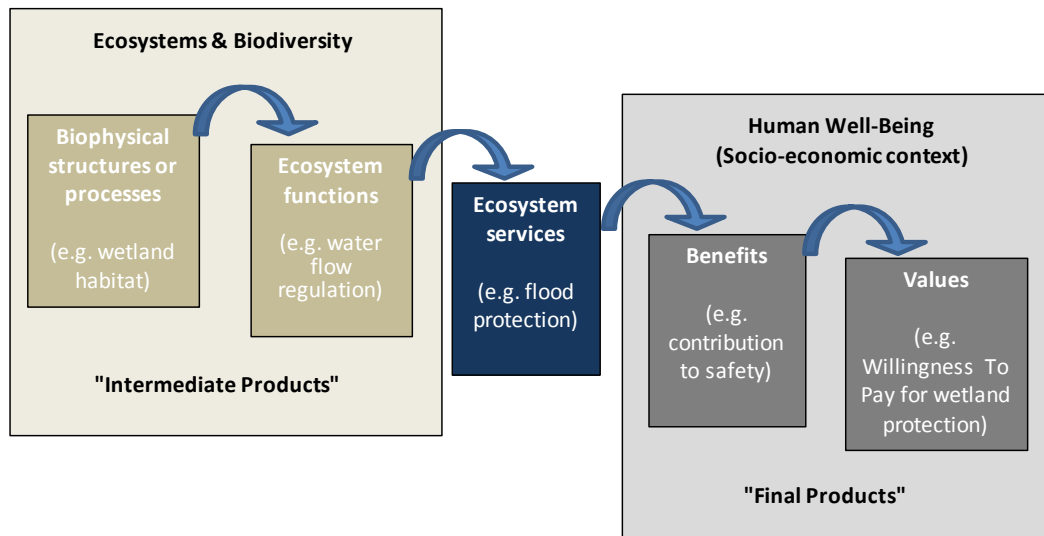 Ecosystems & Biodiversity
Biophysical
structures or
processes
(e.g. wetland
habitat)
Ecosystem
functions
(e.g. water
flow
regulation)
"Intermediate Products"
Ecosystem
services
(e.g. flood
protection)
Human Well-Being
(Socio-economic context)
Benefits
(e.g.
contribution
to safety)
Values
(e.g.
Willingness To
Pay for wetland
protection)
"Final Products"